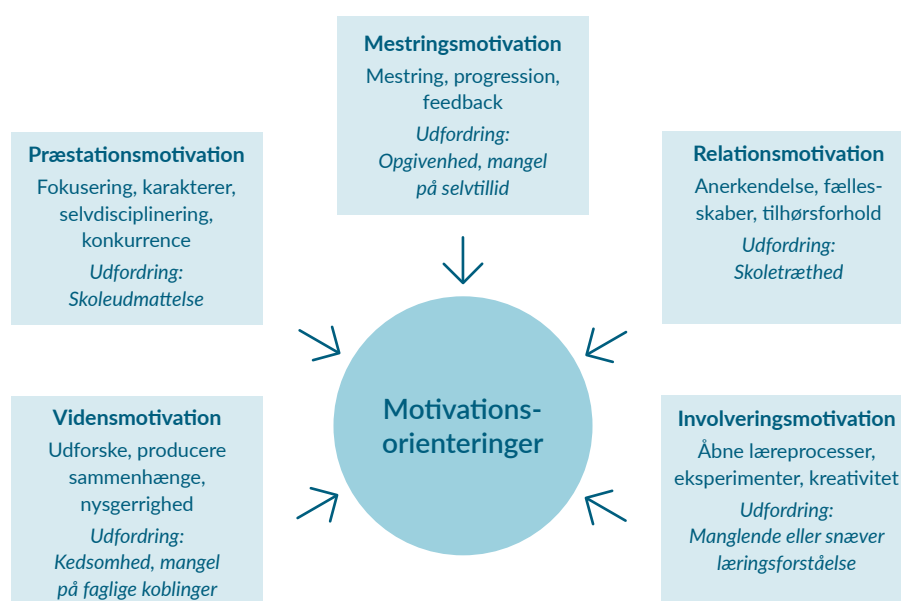 Mestringsmotivation
Mestring, progression,
feedback
Udfordring:
Opgivenhed, mangel
på selvtillid
Præstationsmotivation
Fokusering, karakterer,
selvdisciplinering,
konkurrence
Udfordring:
Skoleudmattelse
Relationsmotivation
Anerkendelse, fælles-
skaber, tilhørsforhold
Udfordring:
Skoletræthed
Motivations-
orienteringer
Vidensmotivation
Udforske, producere
sammenhænge,
nysgerrighed
Udfordring:
Kedsomhed, mangel
på faglige koblinger
Involveringsmotivation
Åbne læreprocesser,
eksperimenter, kreativitet
Udfordring:
Manglende eller snæver
læringsforståelse